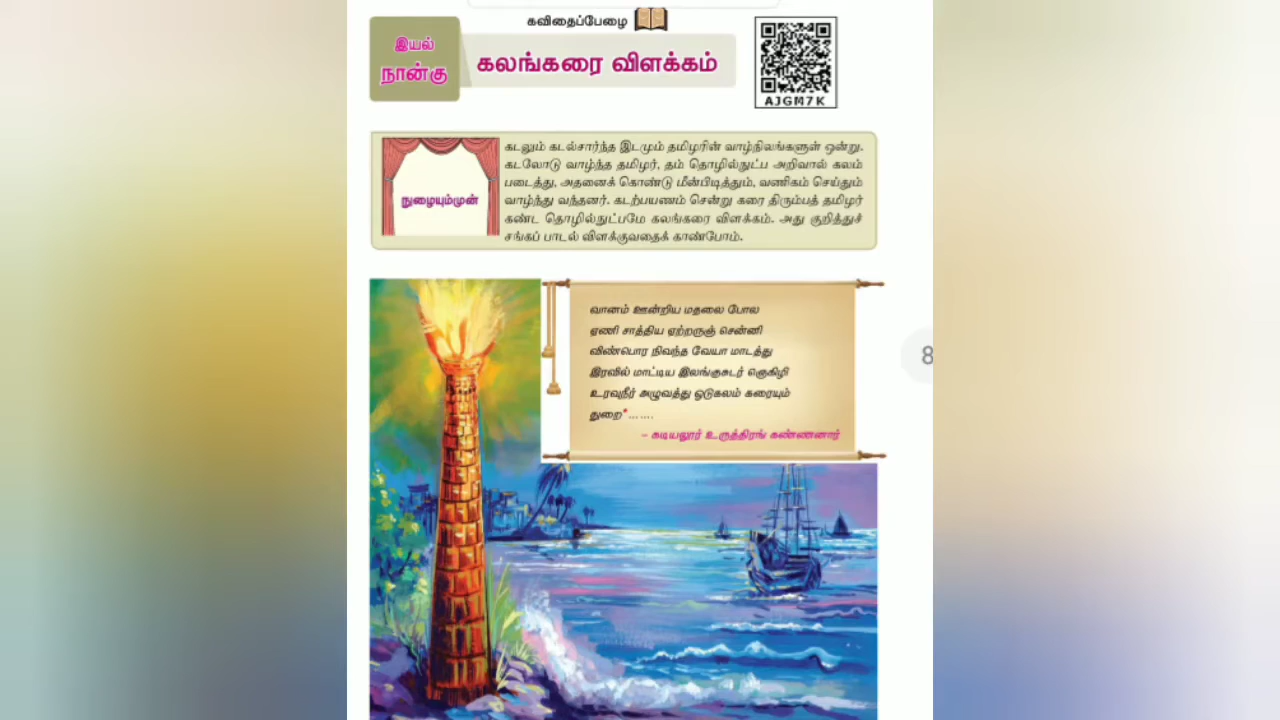 கவிதைப்பேழை
இயல்
நான்கு
கலங்கரை விளக்கம்
AJGM7K
நுழையும்முன்
கடலும் கடல்சார்ந்த இடமும் தமிழரின் வாழ்நிலங்களுள் ஒன்று.
கடலோடு வாழ்ந்த தமிழர், தம் தொழில்நுட்ப அறிவால் கலம்
படைத்து, அதனைக் கொண்டு மீன்பிடித்தும், வணிகம் செய்தும்
வாழ்ந்து வந்தனர். கடற்பயணம் சென்று கரை திரும்பத் தமிழர்
கண்ட தொழில்நுட்பமே கலங்கரை விளக்கம். அது குறித்துச்
சங்கப் பாடல் விளக்குவதைக் காண்போம்.
வானம் ஊன்றிய மதலை போல
ஏணி சாத்திய ஏற்றருஞ் சென்னி
விண்பொர நிவந்த வேயா மாடத்து
இரவில் மாட்டிய இலங்குசுடர் ஞெகிழி
உரவுநீர் அழுவத்து ஓடுகலம் கரையும்
துறை*.......
– கடியலூர் உருத்திரங் கண்ணனார்
8